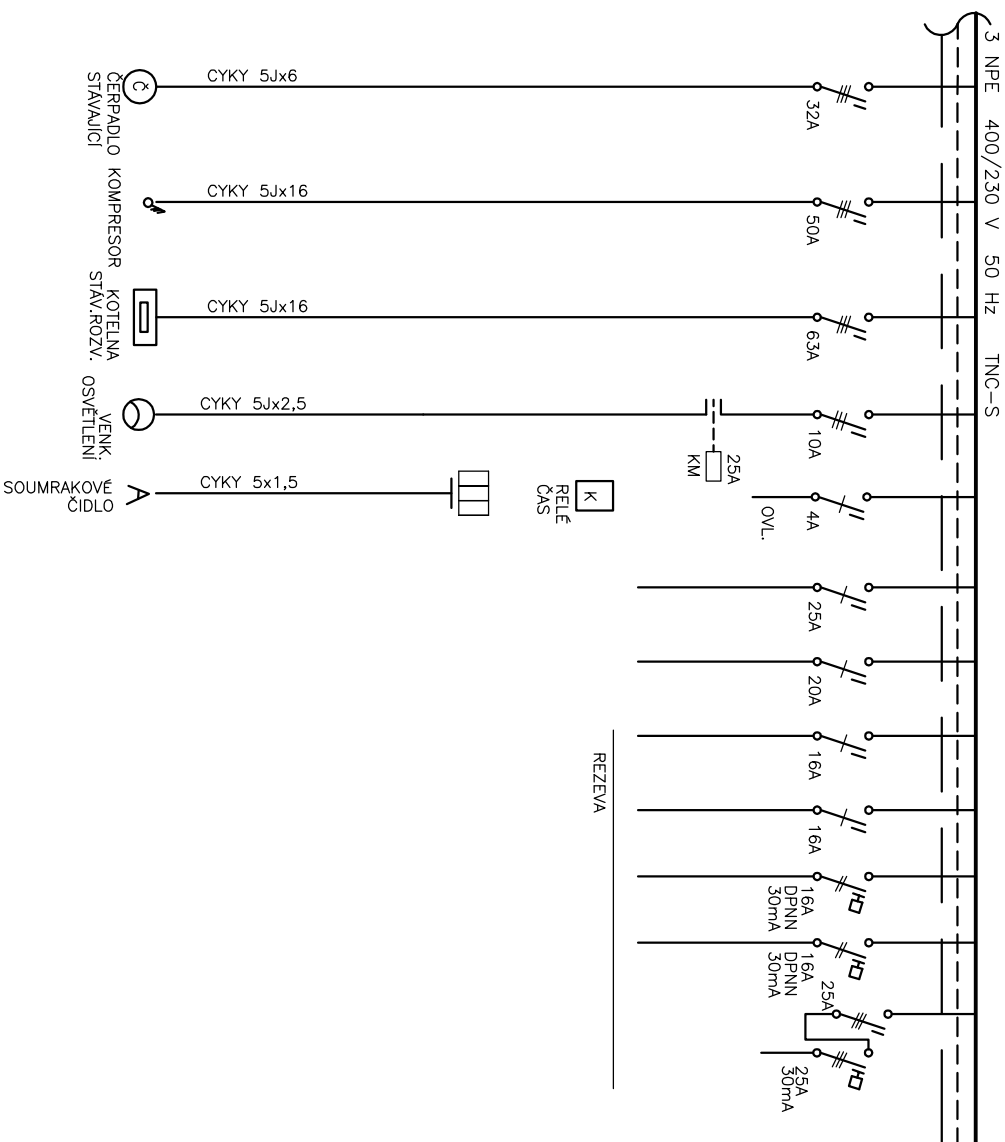 3 NPE 400/230 V 50 Hz TNC-S
32A
CYKY 5Jx6
Č
ČERPADLO
STÁVAJÍCÍ
50A
CYKY 5Jx16
KOMPRESOR
63A
CYKY 5Jx16
KOTELNA
STÁV.ROZV.
10A
25A
KM
CYKY 5Jx2,5
VENK.
OSVĚTLENÍ
4A
OVL.
K
RELÉ
ČAS
CYKY 5x1,5
SOUMRAKOVÉ
ČIDLO
25A
20A
16A
16A
16A
DPNN
30mA
16A
DPNN
30mA
25A
25A
30mA
REZEVA